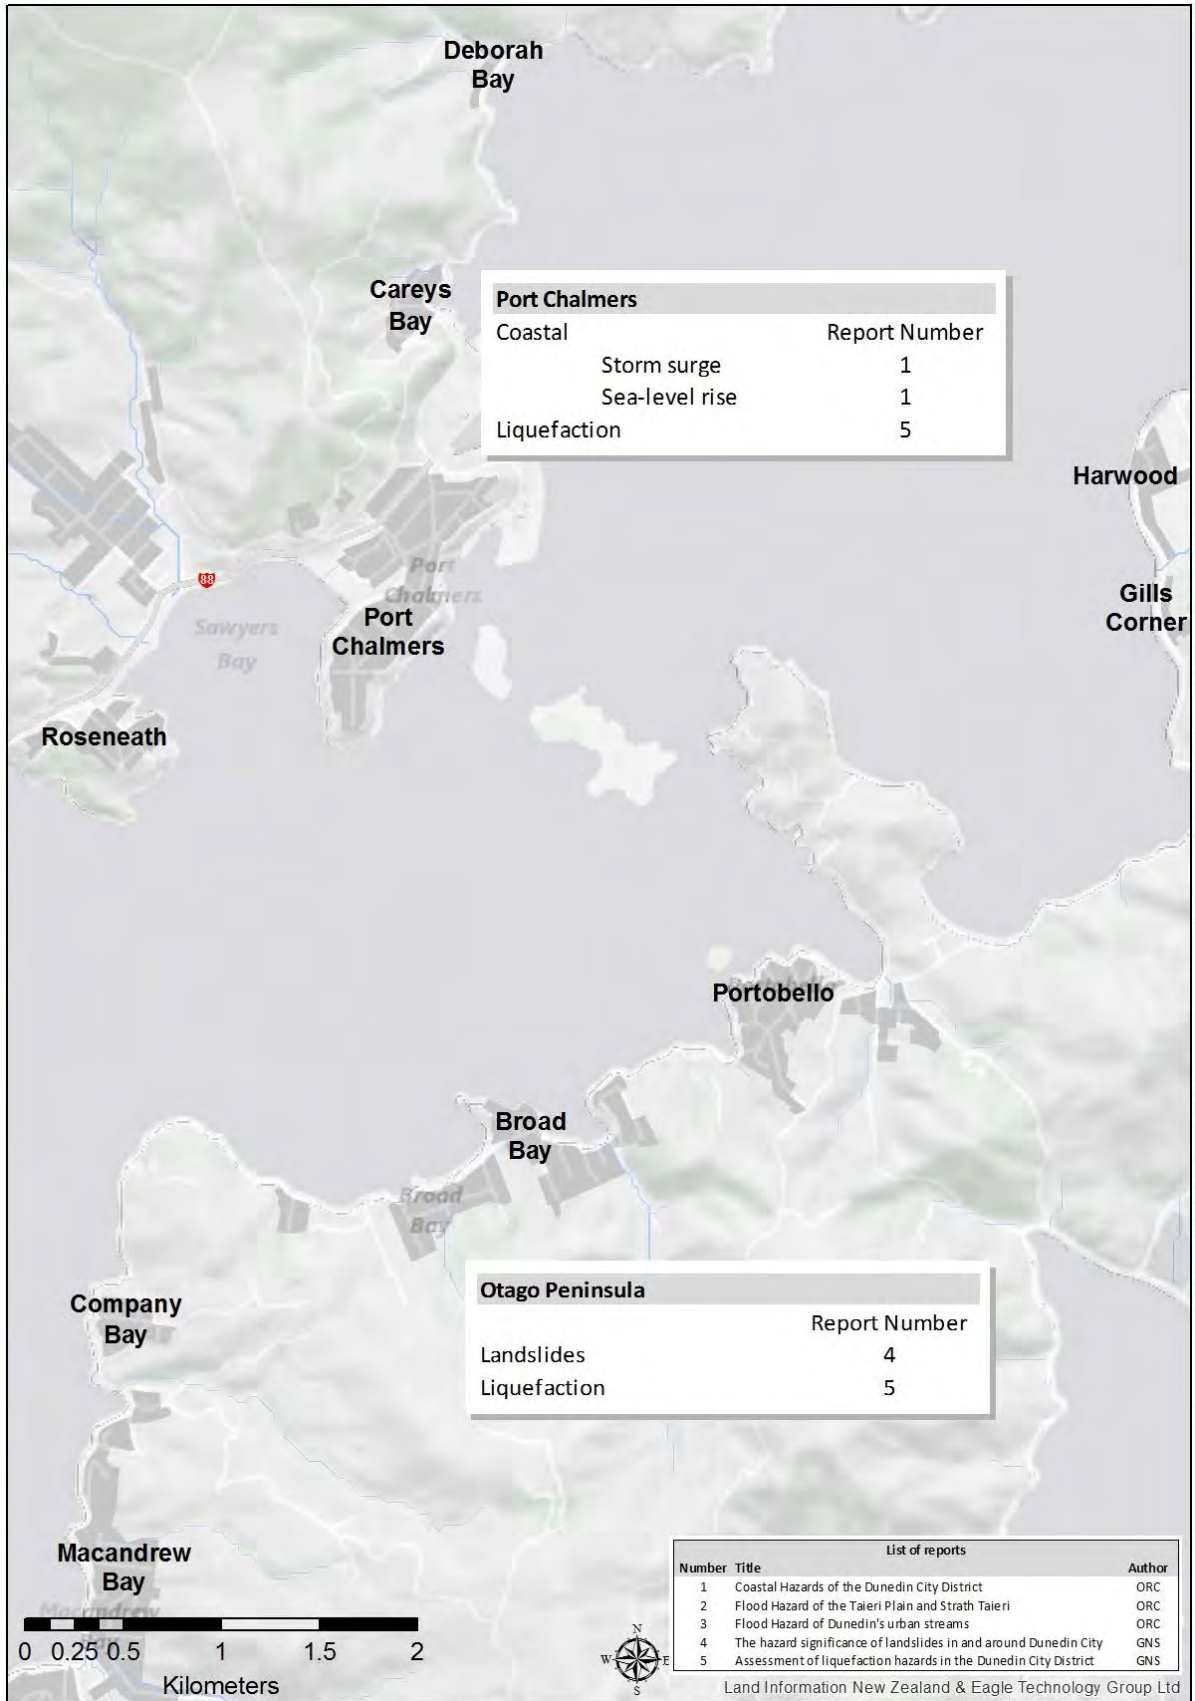 Deborah
Bay
Careys
Bay
Port Chalmers
Coastal Report Number
Storm surge 1
Sea-level rise 1
Liquefaction 5
Harwood
Gills
Corner
88
Port
Chalmers
Port
Chalmers
Sawyers
Bay
Roseneath
Portobello
Portobello
Broad
Bay
Broad
Bay
Otago Peninsula
Report Number
Landslides 4
Liquefaction 5
Company
Bay
Macandrew
Bay
Macandrew
Bay
0 0.25 0.5 1 1.5 2
Kilometers
N
W E
S
List of reports
Number Title Author
1 Coastal Hazards of the Dunedin City District ORC
2 Flood Hazard of the Taieri Plain and Strath Taieri ORC
3 Flood Hazard of Dunedin's urban streams ORC
4 The hazard significance of landslides in and around Dunedin City GNS
5 Assessment of liquefaction hazards in the Dunedin City District GNS
Land Information New Zealand & Eagle Technology Group Ltd